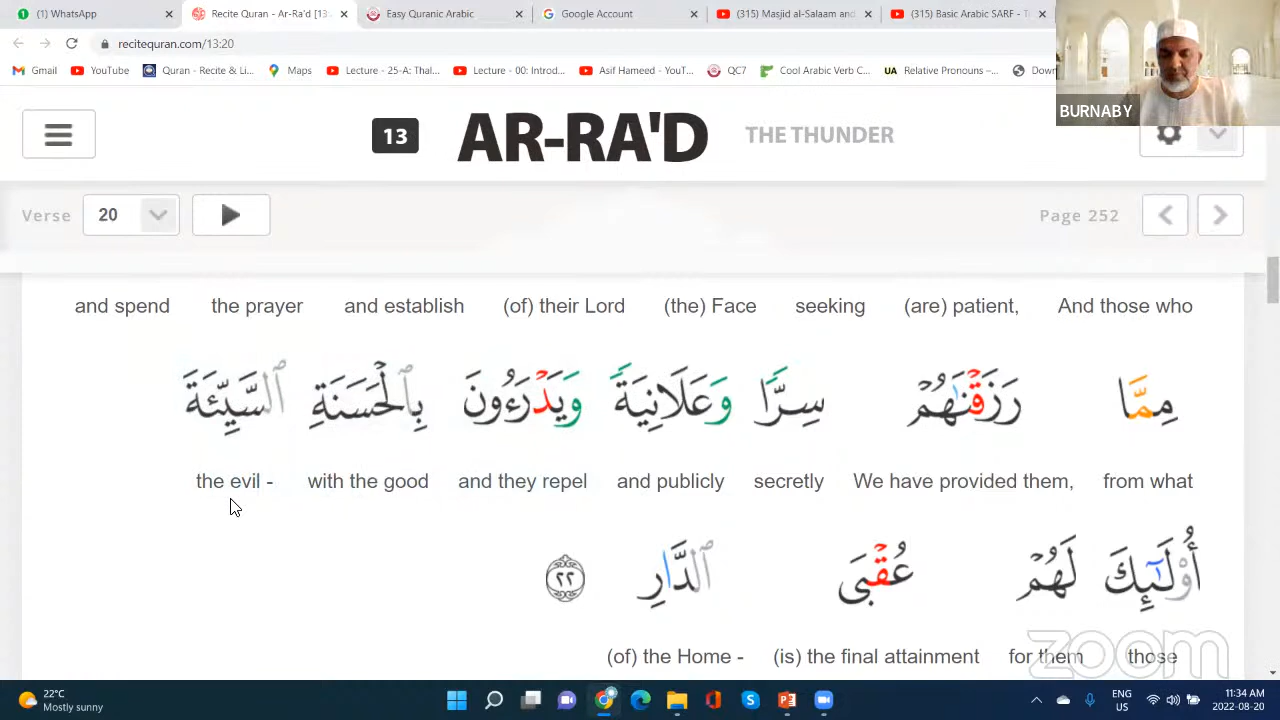 WhatsApp
Recite Quran - Ar-Ra'd [13:
Easy Quranic Arabic
Google Account
(315) Masjid al-Salaam and
(315) Basic Arabic SARF - T
recitequran.com/13:20
Gmail
YouTube
Quran - Recite & Li...
Maps
Lecture - 25-A: Thal...
Lecture - 00: Introd...
Asif Hameed - YouT...
QC7
Cool Arabic Verb C...
UA
Relative Pronouns –...
Down
BURNABY
13 AR-RA'D THE THUNDER
Verse 20
Page 252
And those who (are) patient, seeking (the) Face (of) their Lord and establish the prayer and spend
مِمَّا رَزَقْنَٰهُمْ سِرًّا وَعَلَانِيَةً وَيَدْرَءُونَ بِٱلْحَسَنَةِ ٱلسَّيِّئَةَ
from what We have provided them, secretly and publicly and they repel with the good the evil -
أُو۟لَٰٓئِكَ لَهُمْ عُقْبَى ٱلدَّارِ ٢٢
those for them (is) the final attainment (of) the Home -
zoom
22°C
Mostly sunny
ENG
US
11:34 AM
2022-08-20